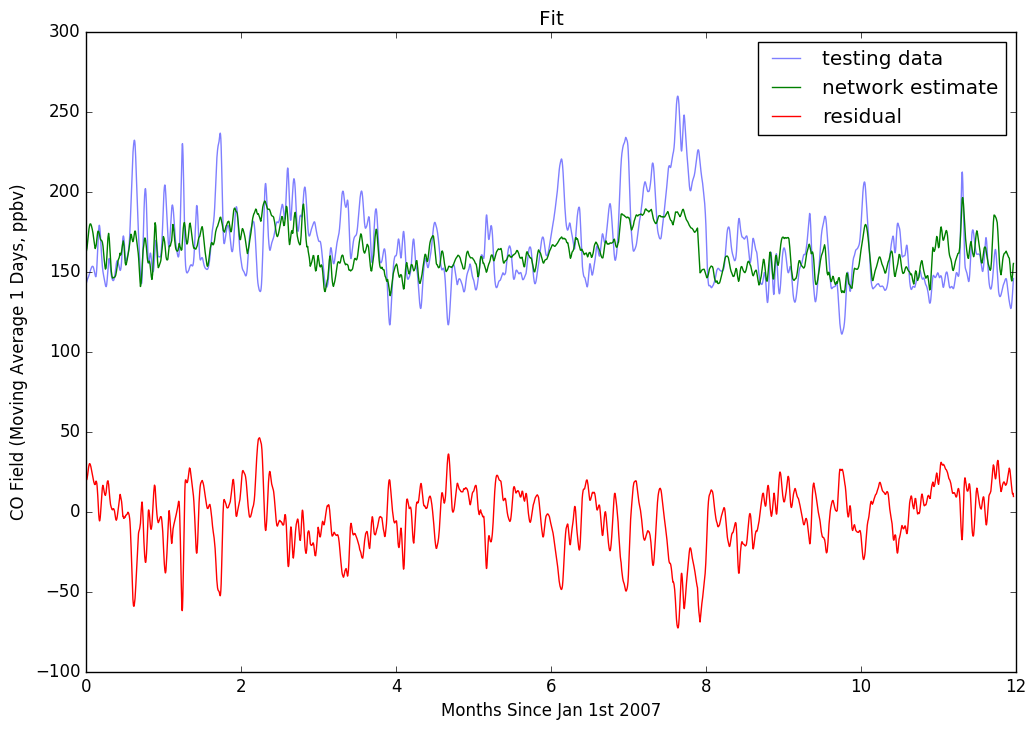 Fit
300
250
200
150
100
50
0
−50
−100
CO Field (Moving Average 1 Days, ppbv)
testing data
network estimate
residual
0 2 4 6 8 10 12
Months Since Jan 1st 2007